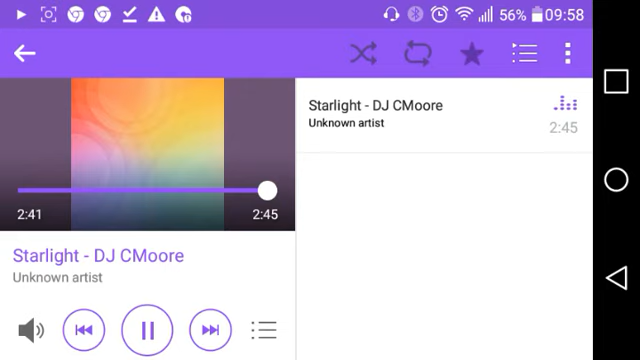 56% 09:58
Starlight - DJ CMoore
Unknown artist
2:45
2:41
2:45
Starlight - DJ CMoore
Unknown artist